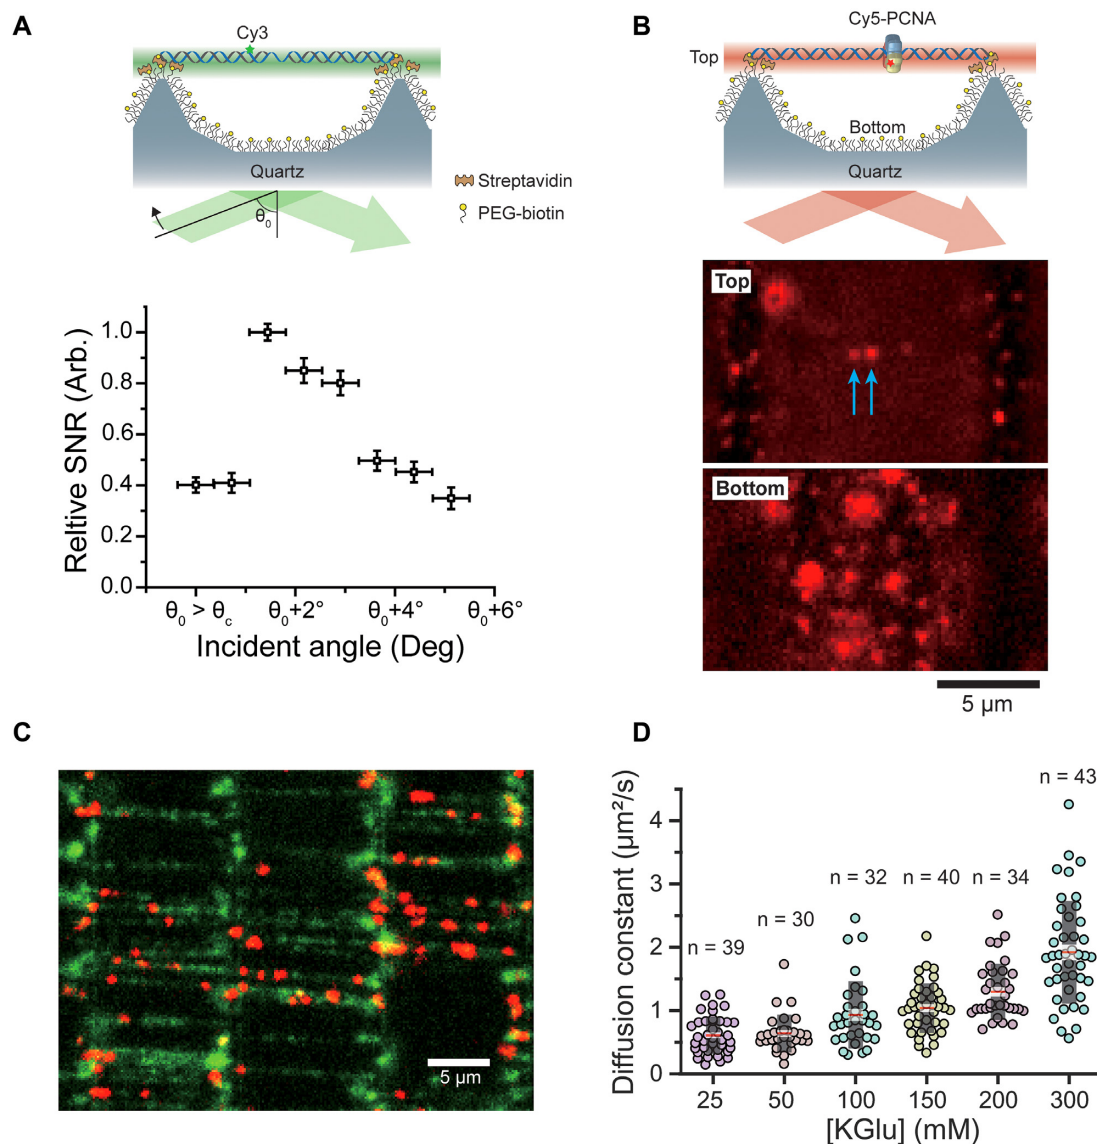 A
Cy3
Quartz
θ₀
Streptavidin
PEG-biotin
Reltive SNR (Arb.)
1.0
0.8
0.6
0.4
0.2
0.0
θ₀ > θc
θ₀+2°
θ₀+4°
θ₀+6°
Incident angle (Deg)
B
Cy5-PCNA
Top
Bottom
Quartz
Top
Bottom
5 µm
C
5 µm
D
Diffusion constant (µm²/s)
4
3
2
1
0
n = 39
n = 30
n = 32
n = 40
n = 34
n = 43
25
50
100
150
200
300
[KGlu] (mM)